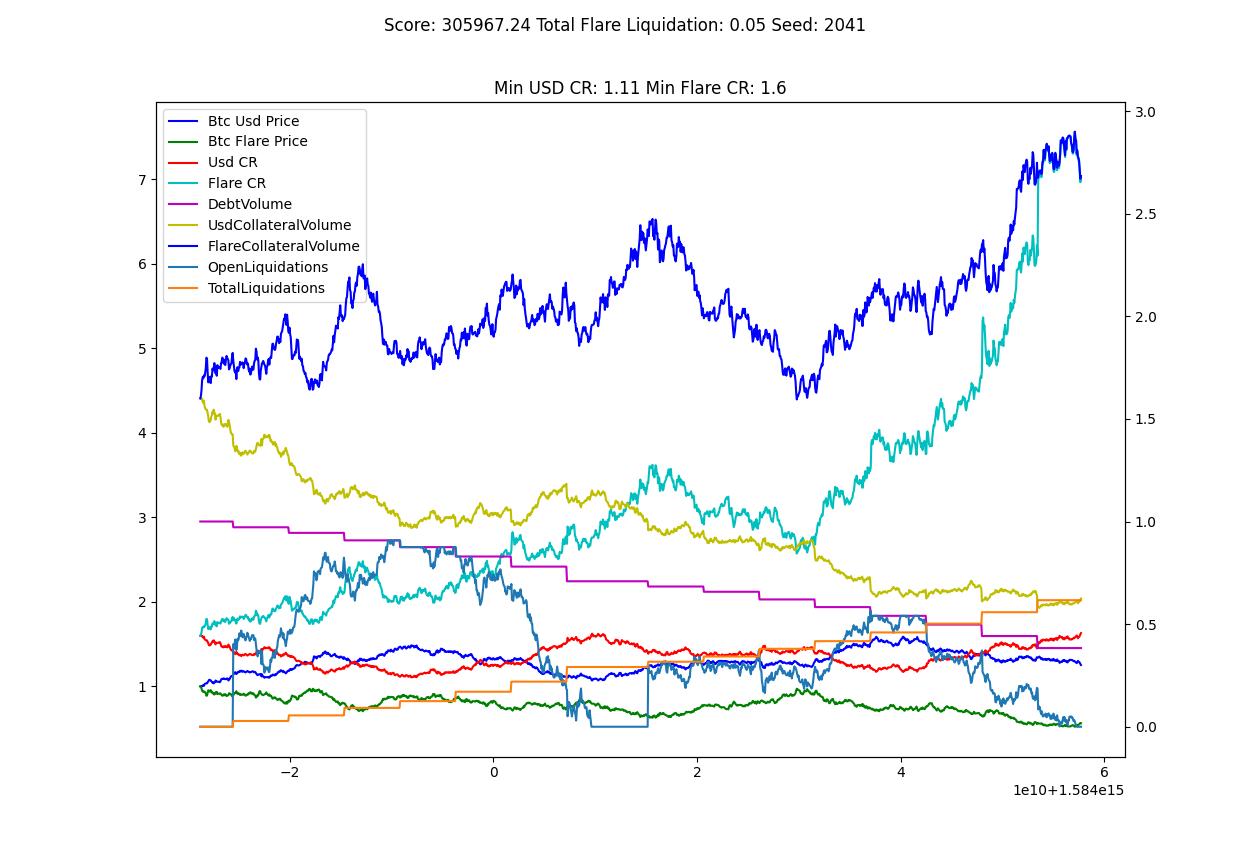 Score: 305967.24 Total Flare Liquidation: 0.05 Seed: 2041
Min USD CR: 1.11 Min Flare CR: 1.6
Btc Usd Price
Btc Flare Price
Usd CR
Flare CR
DebtVolume
UsdCollateralVolume
FlareCollateralVolume
OpenLiquidations
TotalLiquidations
7
6
5
4
3
2
1
3.0
2.5
2.0
1.5
1.0
0.5
0.0
−2
0
2
4
6
1e10+1.584e15